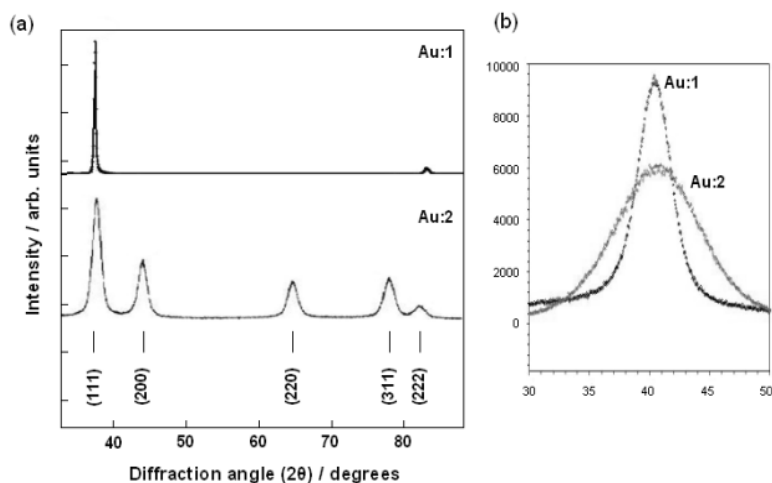 (a)
Au:1
Au:2
Intensity / arb. units
(111)
(200)
(220)
(311)
(222)
40
50
60
70
80
Diffraction angle (2θ) / degrees
(b)
10000
8000
6000
4000
2000
0
Au:1
Au:2
30
35
40
45
50